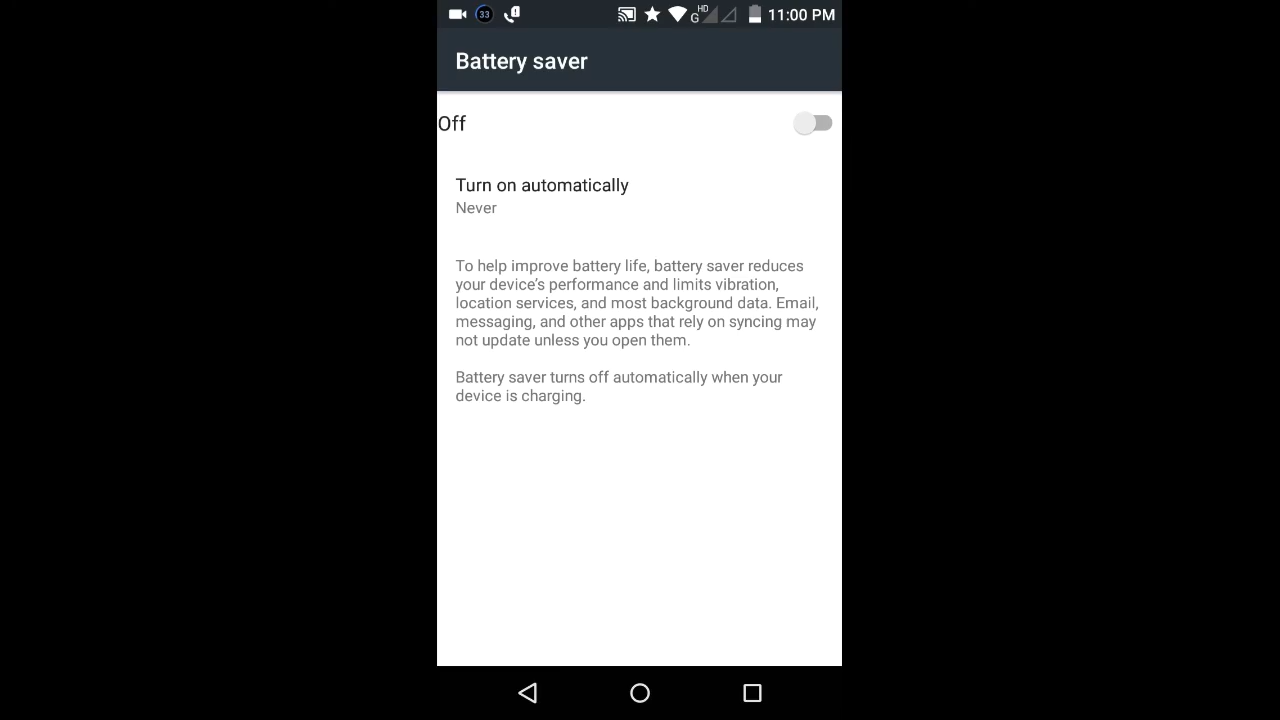 33 G HD 11:00 PM
Battery saver
Off
Turn on automatically
Never
To help improve battery life, battery saver reduces
your device's performance and limits vibration,
location services, and most background data. Email,
messaging, and other apps that rely on syncing may
not update unless you open them.
Battery saver turns off automatically when your
device is charging.